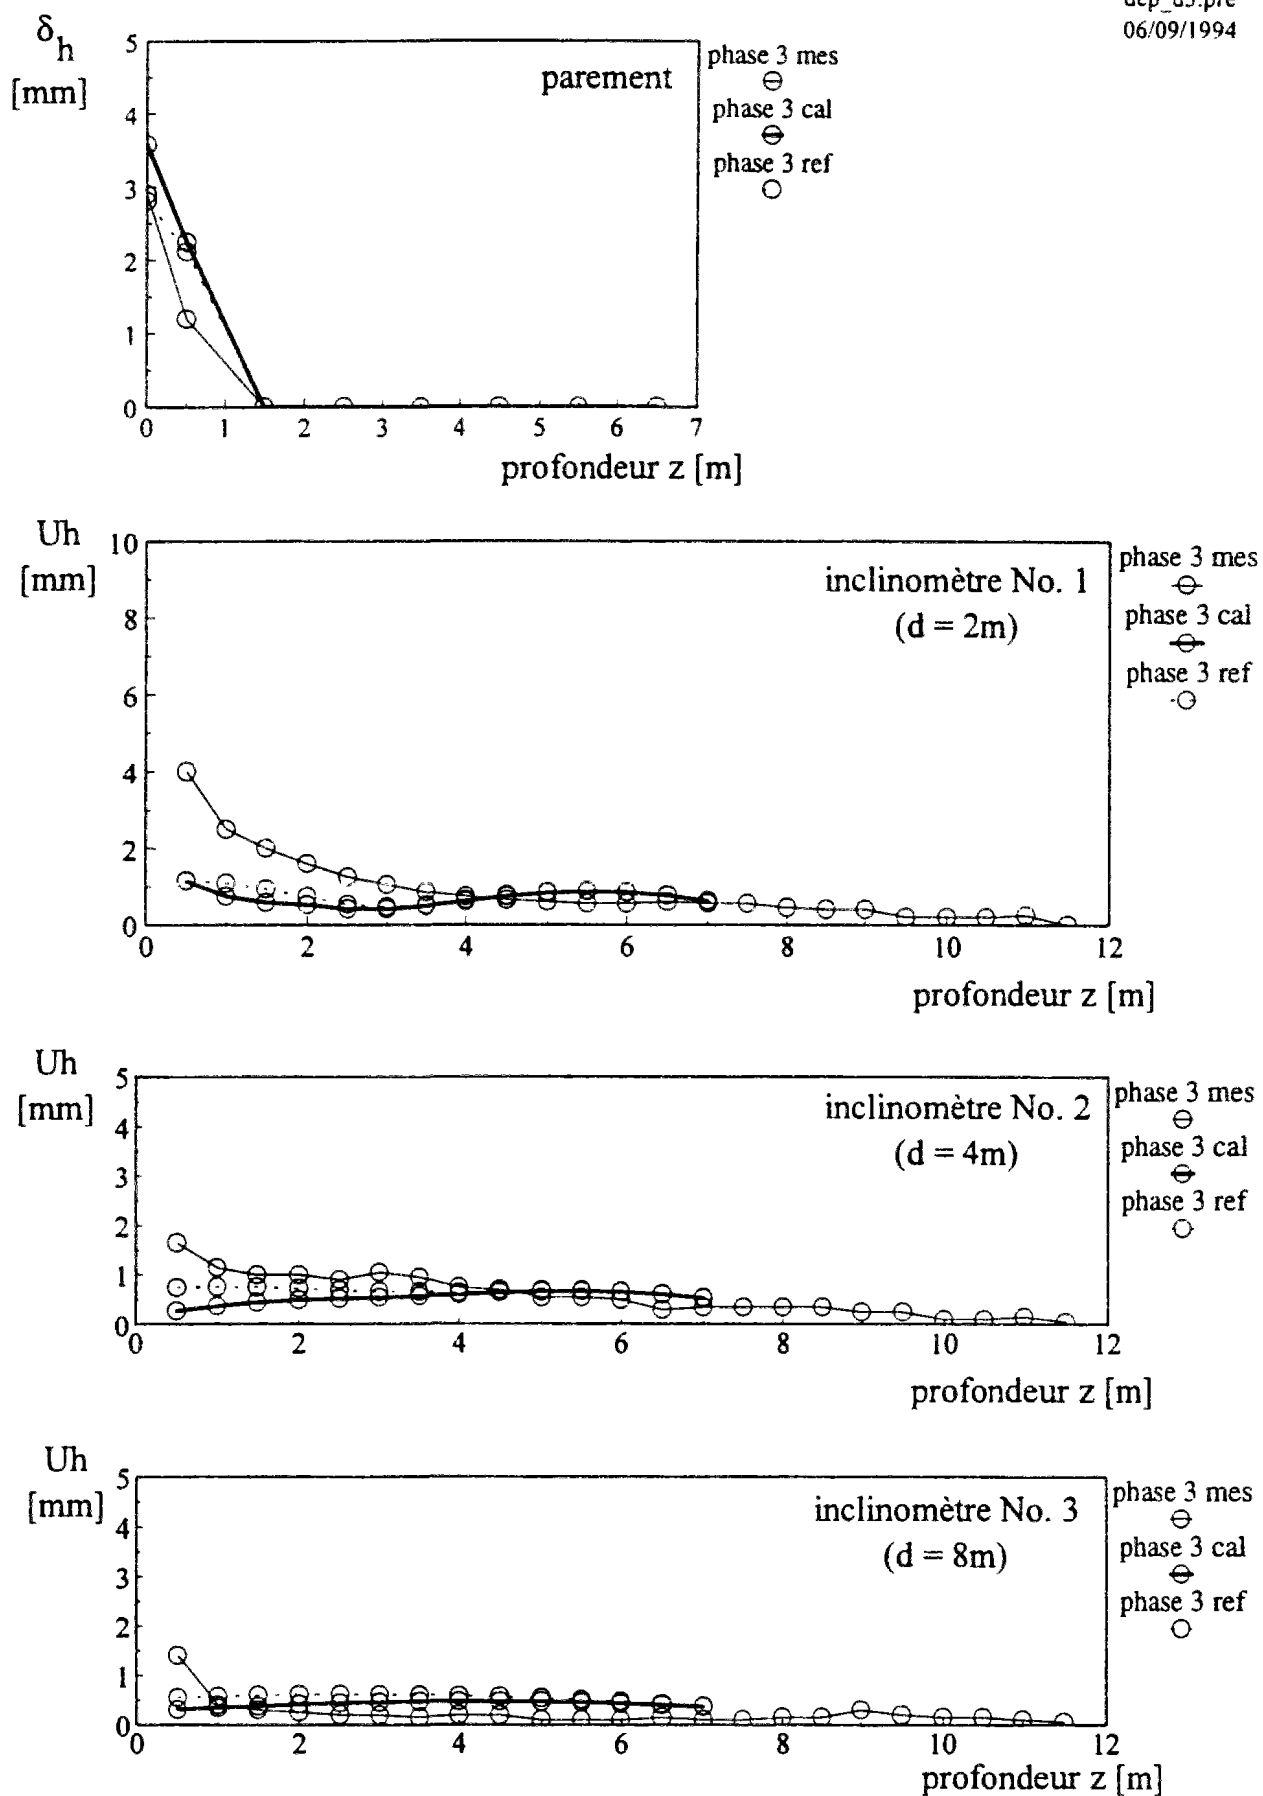 06/09/1994
δh
[mm]
5
4
3
2
1
0
0 1 2 3 4 5 6 7
parement
phase 3 mes
phase 3 cal
phase 3 ref
profondeur z [m]
Uh
[mm]
10
8
6
4
2
0
0 2 4 6 8 10 12
inclinomètre No. 1
(d = 2m)
phase 3 mes
phase 3 cal
phase 3 ref
profondeur z [m]
Uh
[mm]
5
4
3
2
1
0
2 4 6 8 10 12
inclinomètre No. 2
(d = 4m)
phase 3 mes
phase 3 cal
phase 3 ref
profondeur z [m]
Uh
[mm]
5
4
3
2
1
0
0 2 4 6 8 10 12
inclinomètre No. 3
(d = 8m)
phase 3 mes
phase 3 cal
phase 3 ref
profondeur z [m]